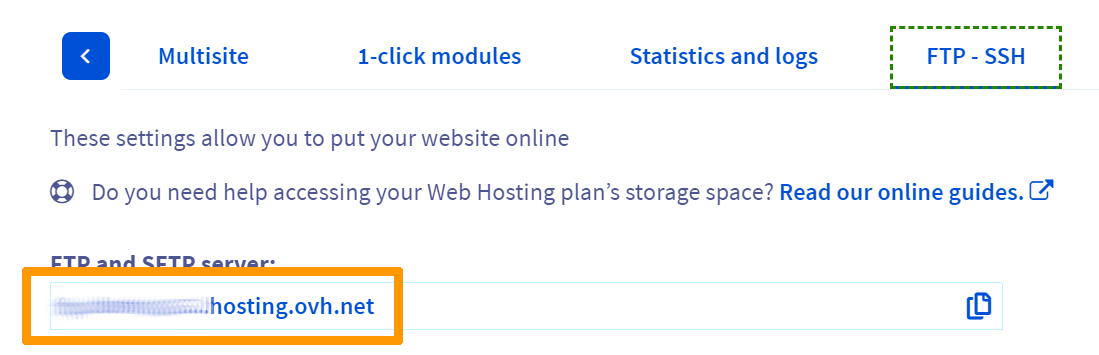 Multisite 1-click modules Statistics and logs FTP - SSH
These settings allow you to put your website online
Do you need help accessing your Web Hosting plan’s storage space? Read our online guides.
FTP and SFTP server:
.hosting.ovh.net